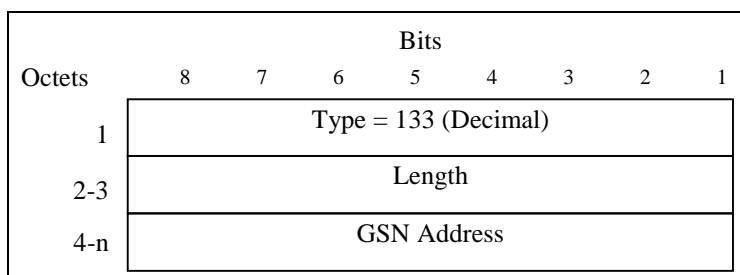 Bits
Octets 8 7 6 5 4 3 2 1
1 Type = 133 (Decimal)
2-3 Length
4-n GSN Address